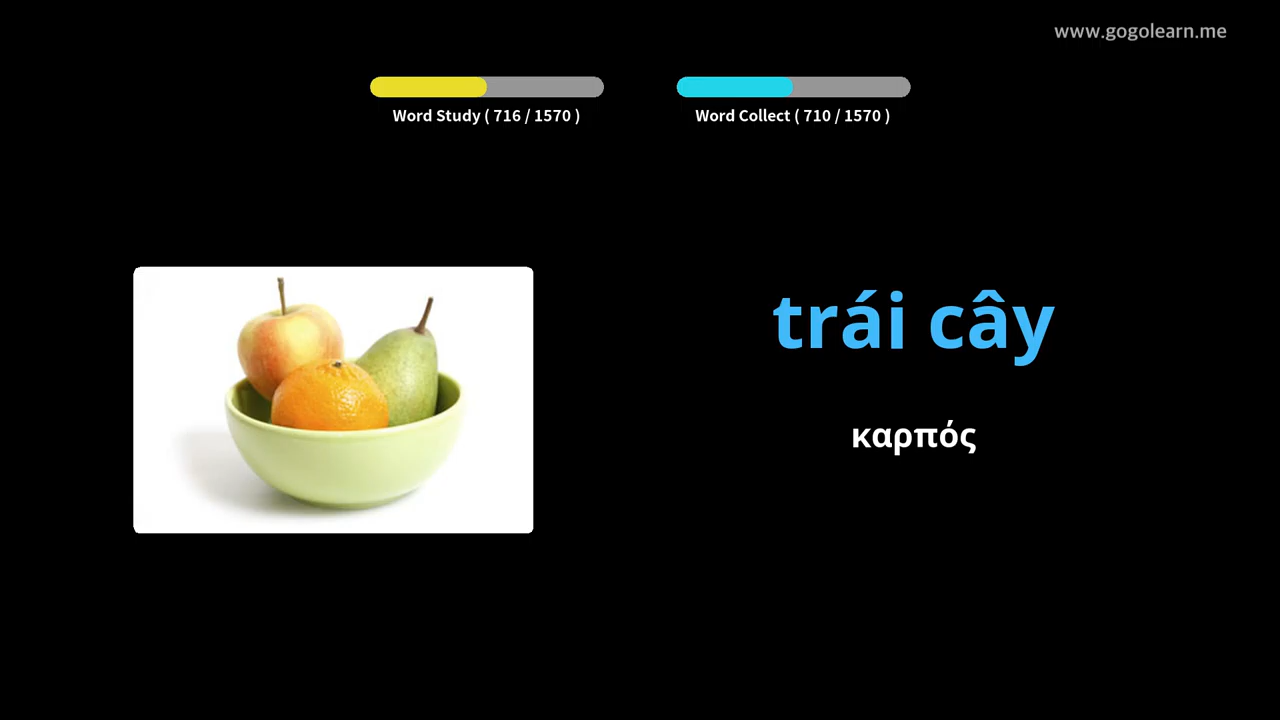 www.gogolearn.me
Word Study ( 716 / 1570 )
Word Collect ( 710 / 1570 )
trái cây
καρπός